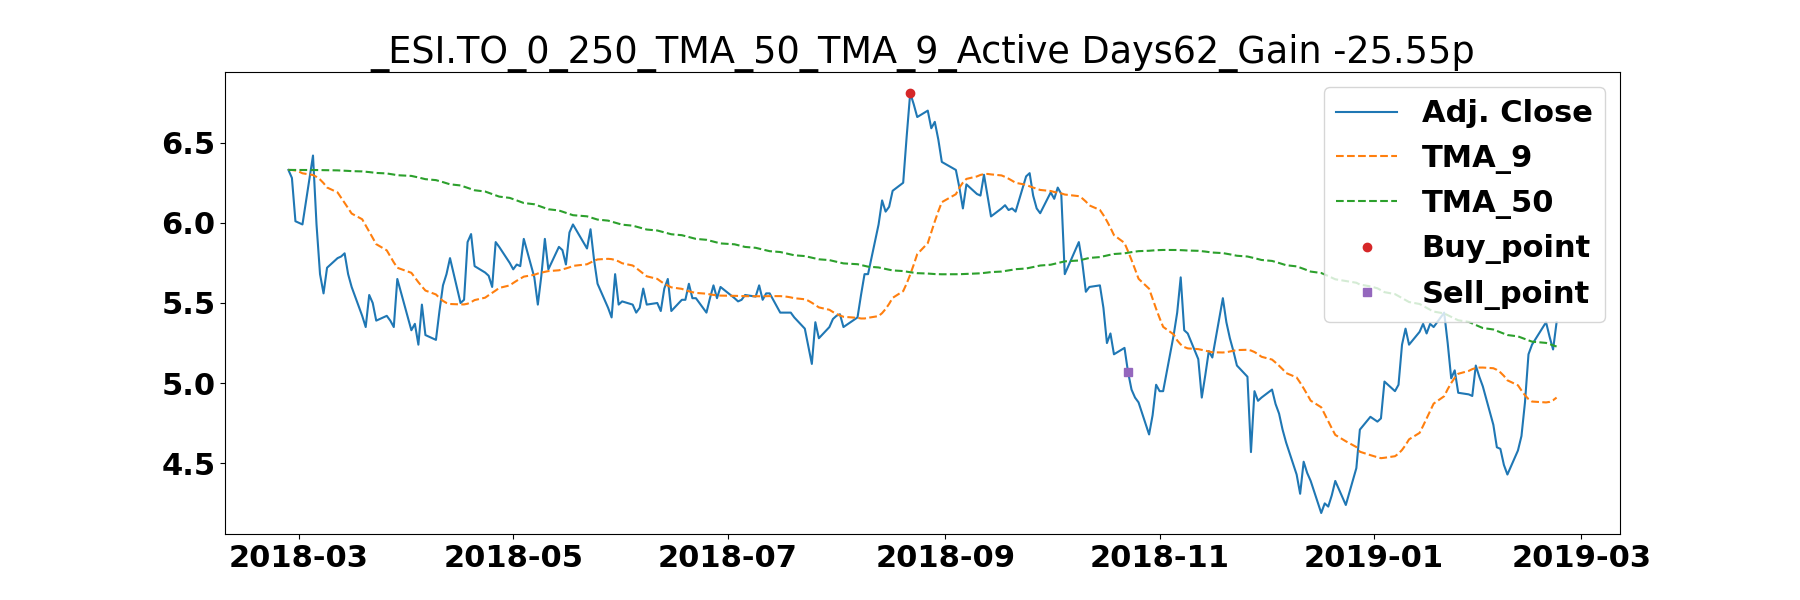 _ESI.TO_0_250_TMA_50_TMA_9_Active Days62_Gain -25.55p
6.5
6.0
5.5
5.0
4.5
Adj. Close
TMA_9
TMA_50
Buy_point
Sell_point
2018-03 2018-05 2018-07 2018-09 2018-11 2019-01 2019-03